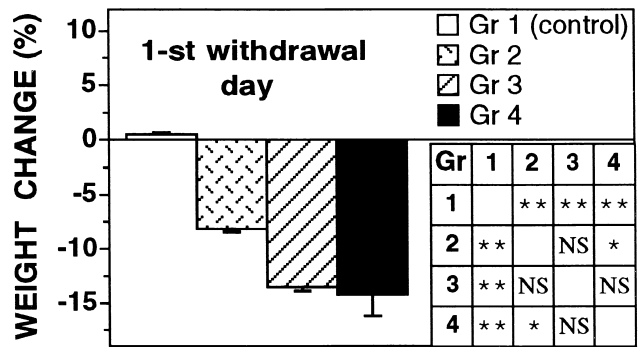 WEIGHT CHANGE (%)
10
5
0
-5
-10
-15
1-st withdrawal
day
Gr 1 (control)
Gr 2
Gr 3
Gr 4
Gr 1 2 3 4
1 ** ** **
2 ** NS *
3 ** NS NS
4 ** * NS